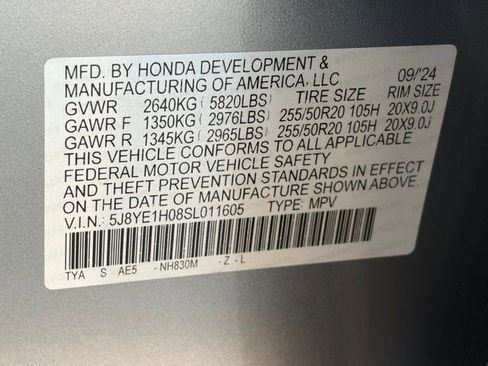 MFD. BY HONDA DEVELOPMENT &
MANUFACTURING OF AMERICA, LLC 09/'24
GVWR 2640KG (5820LBS) TIRE SIZE RIM SIZE
GAWR F 1350KG (2976LBS) 255/50R20 105H 20X9.0J
GAWR R 1345KG (2965LBS) 255/50R20 105H 20X9.0J
THIS VEHICLE CONFORMS TO ALL APPLICABLE
FEDERAL MOTOR VEHICLE SAFETY
AND THEFT PREVENTION STANDARDS IN EFFECT
ON THE DATE OF MANUFACTURE SHOWN ABOVE.
V.I.N.: 5J8YE1H08SL011605 TYPE: MPV
TYA S AE5 -NH830M -Z-L